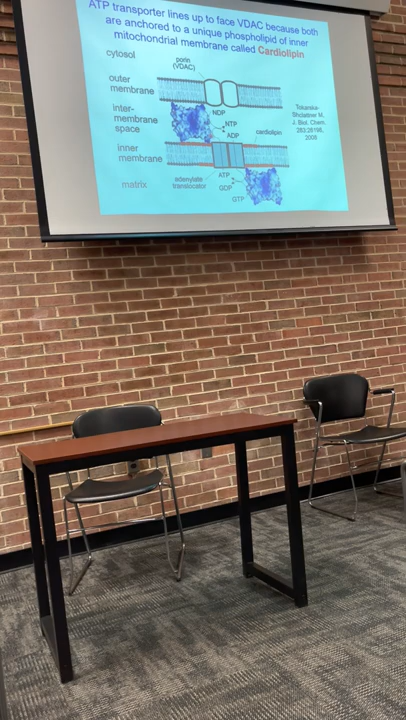 ATP transporter lines up to face VDAC because both
are anchored to a unique phospholipid of inner
mitochondrial membrane called Cardiolipin
cytosol
porin
(VDAC)
outer
membrane
NDP
inter-
membrane
space
NTP
ADP
cardiolipin
inner
membrane
matrix
adenylate
translocator
ATP
GDP
GTP
Tokarska-
M,
J. Biol. Chem.
2008